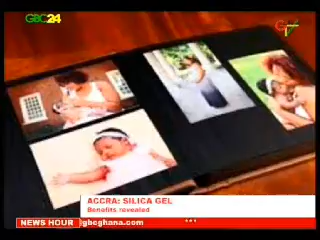 GBC24
GTV
ACCRA: SILICA GEL
Benefits revealed
NEWS HOUR
gbcghana.com
***